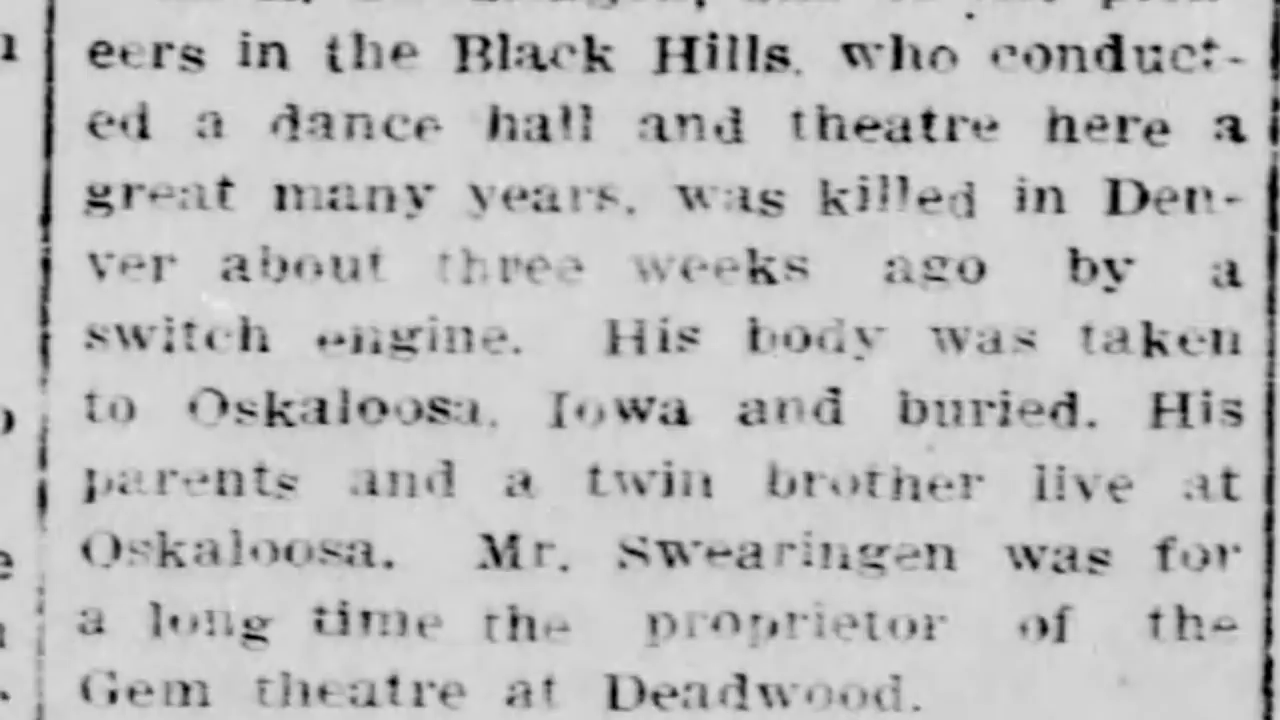 eers in the Black Hills, who conduct-
ed a dance hall and theatre here a
great many years, was killed in Den-
ver about three weeks ago by a
switch engine. His body was taken
to Oskaloosa, Iowa and buried. His
parents and a twin brother live at
Oskaloosa. Mr. Swearingen was for
a long time the proprietor of the
Gem theatre at Deadwood.